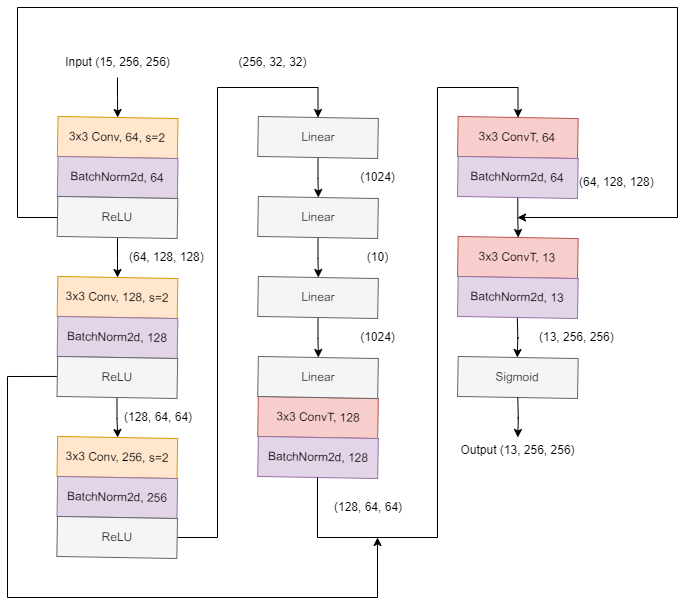 Input (15, 256, 256)
3x3 Conv, 64, s=2
BatchNorm2d, 64
ReLU
(64, 128, 128)
3x3 Conv, 128, s=2
BatchNorm2d, 128
ReLU
(128, 64, 64)
3x3 Conv, 256, s=2
BatchNorm2d, 256
ReLU
(256, 32, 32)
Linear
(1024)
Linear
(10)
Linear
(1024)
Linear
3x3 ConvT, 128
BatchNorm2d, 128
(128, 64, 64)
3x3 ConvT, 64
BatchNorm2d, 64
(64, 128, 128)
3x3 ConvT, 13
BatchNorm2d, 13
(13, 256, 256)
Sigmoid
Output (13, 256, 256)